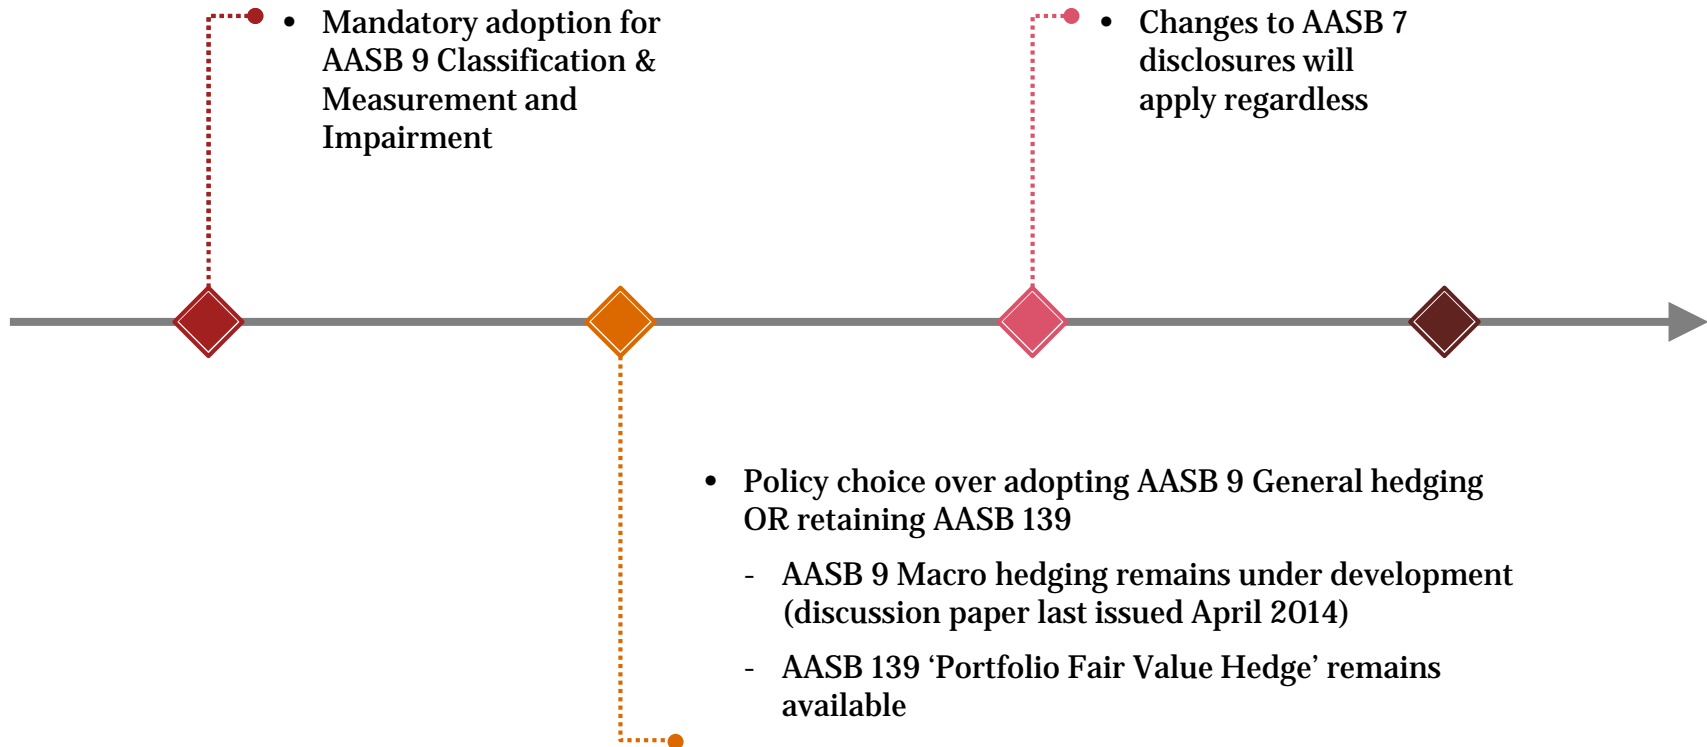 • Mandatory adoption for
AASB 9 Classification &
Measurement and
Impairment
• Changes to AASB 7
disclosures will
apply regardless
• Policy choice over adopting AASB 9 General hedging
OR retaining AASB 139
- AASB 9 Macro hedging remains under development
(discussion paper last issued April 2014)
- AASB 139 ‘Portfolio Fair Value Hedge’ remains
available